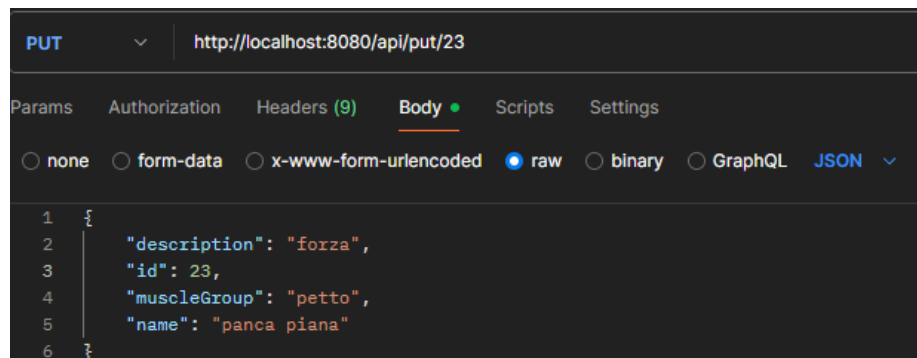 PUT http://localhost:8080/api/put/23
Params Authorization Headers (9) Body Scripts Settings
none form-data x-www-form-urlencoded raw binary GraphQL JSON
1 {
2 "description": "forza",
3 "id": 23,
4 "muscleGroup": "petto",
5 "name": "panca piana"
6 }